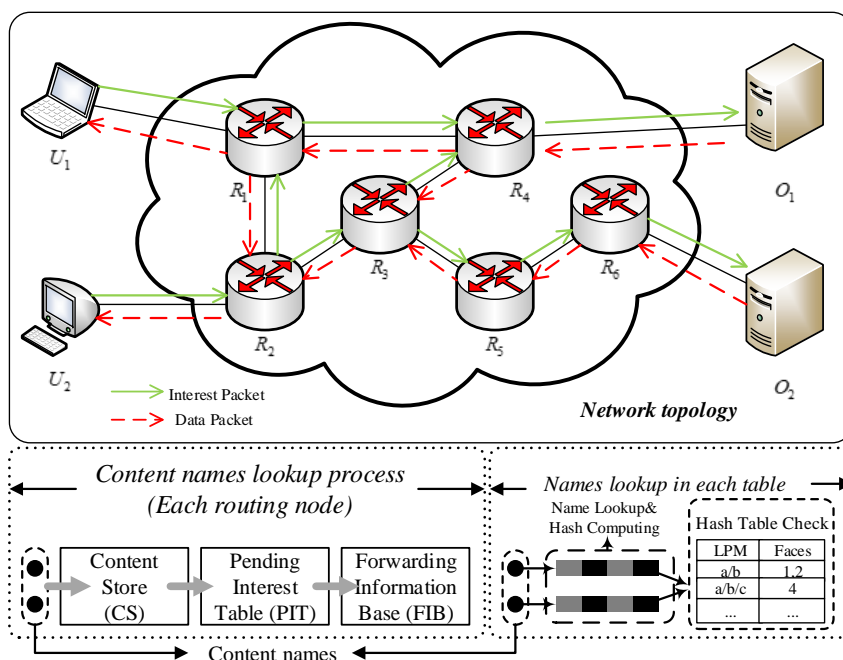 U1
R1
R4
O1
R3
R6
U2
R2
R5
O2
Interest Packet
Data Packet
Network topology
Content names lookup process
(Each routing node)
Names lookup in each table
Name Lookup&
Hash Computing
Content
Store
(CS)
Pending
Interest
Table (PIT)
Forwarding
Information
Base (FIB)
Hash Table Check
LPM Faces
a/b 1,2
a/b/c 4
... ...
Content names